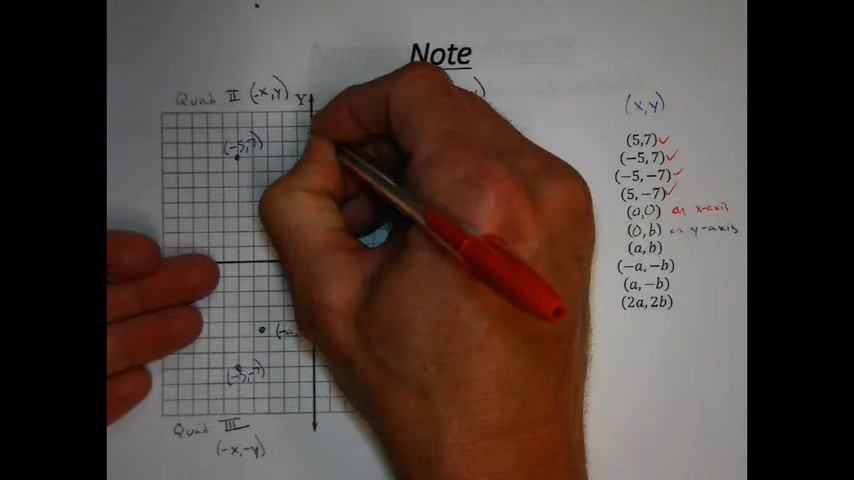 Note
Quad II (-x, y) Y
(x, y)
(-5,7)
(5,7) ✓
(−5,7) ✓
(−5,−7) ✓
(5,−7) ✓
(a,0) on x-axis
(0,b) on y-axis
(a,b)
(−a,−b)
(a,−b)
(2a,2b)
(-a,
(-5,-7)
Quad III
(-x,-y)